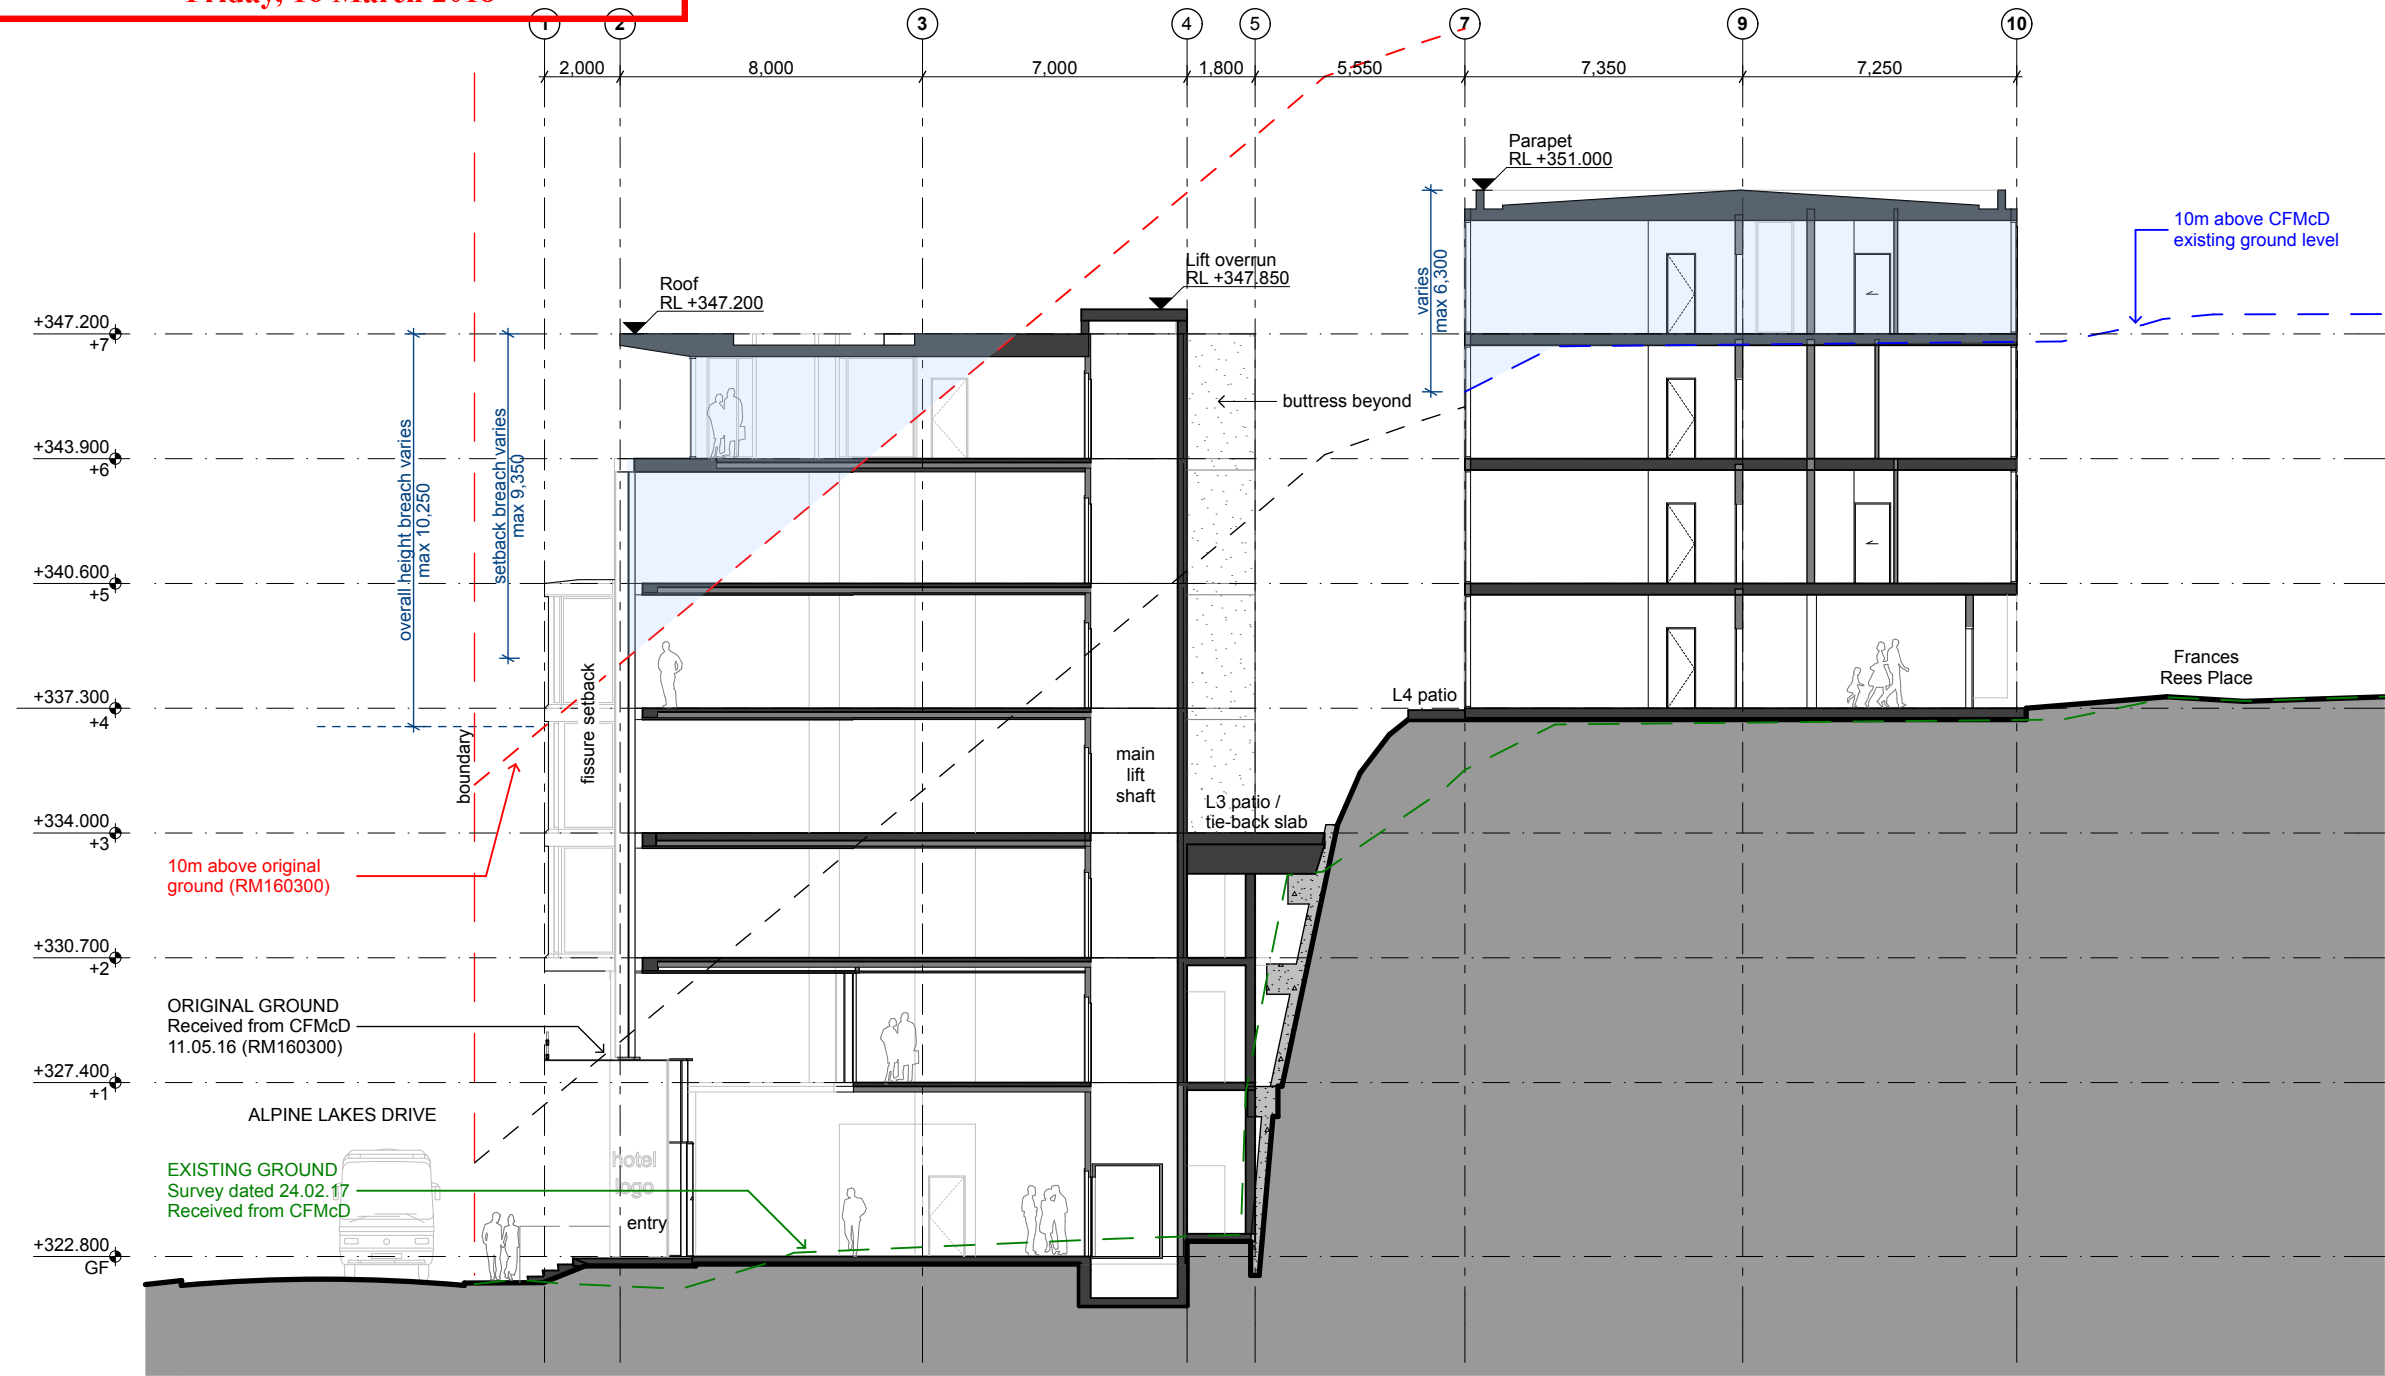 Friday, 16 March 2018
1
2
3
4
5
7
9
10
2,000
8,000
7,000
1,800
5,550
7,350
7,250
Parapet
RL +351.000
10m above CFMcD
existing ground level
Lift overrun
RL +347.850
varies
max 6,300
Roof
RL +347.200
+347.200
+7
buttress beyond
overall height breach varies
max 10,250
setback breach varies
max 9,350
+343.900
+6
+340.600
+5
Frances
Rees Place
fissure setback
L4 patio
+337.300
+4
boundary
main
lift
shaft
L3 patio /
tie-back slab
+334.000
+3
10m above original
ground (RM160300)
+330.700
+2
ORIGINAL GROUND
Received from CFMcD
11.05.16 (RM160300)
+327.400
+1
ALPINE LAKES DRIVE
hotel
logo
EXISTING GROUND
Survey dated 24.02.17
Received from CFMcD
entry
+322.800
GF